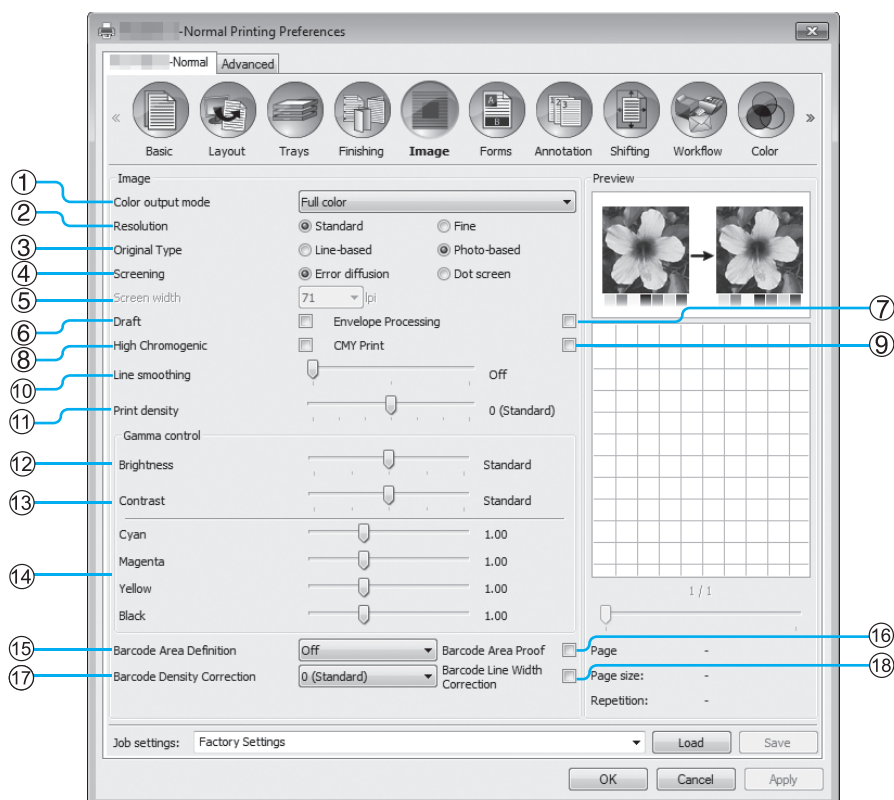 -Normal Printing Preferences
-Normal Advanced
« Basic Layout Trays Finishing Image Forms Annotation Shifting Workflow Color »
Image
Preview
① Color output mode Full color
② Resolution Standard Fine
③ Original Type Line-based Photo-based
④ Screening Error diffusion Dot screen
⑤ Screen width 71 lpi
⑥ Draft Envelope Processing ⑦
⑧ High Chromogenic CMY Print ⑨
⑩ Line smoothing Off
⑪ Print density 0 (Standard)
Gamma control
⑫ Brightness Standard
⑬ Contrast Standard
Cyan 1.00
Magenta 1.00
⑭
Yellow 1.00
Black 1.00
1 / 1
⑮ Barcode Area Definition Off Barcode Area Proof ⑯
⑰ Barcode Density Correction 0 (Standard) Barcode Line Width
Correction ⑱
Page -
Page size: -
Repetition: -
Job settings: Factory Settings Load Save
OK Cancel Apply